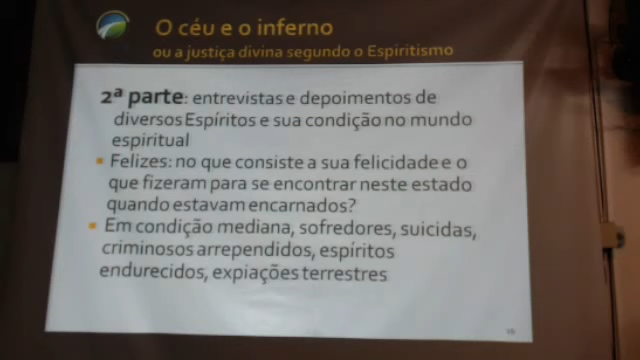 O céu e o inferno
ou a justiça divina segundo o Espiritismo
2ª parte: entrevistas e depoimentos de
diversos Espíritos e sua condição no mundo
espiritual
Felizes: no que consiste a sua felicidade e o
que fizeram para se encontrar neste estado
quando estavam encarnados?
Em condição mediana, sofredores, suicidas,
criminosos arrependidos, espíritos
endurecidos, expiações terrestres